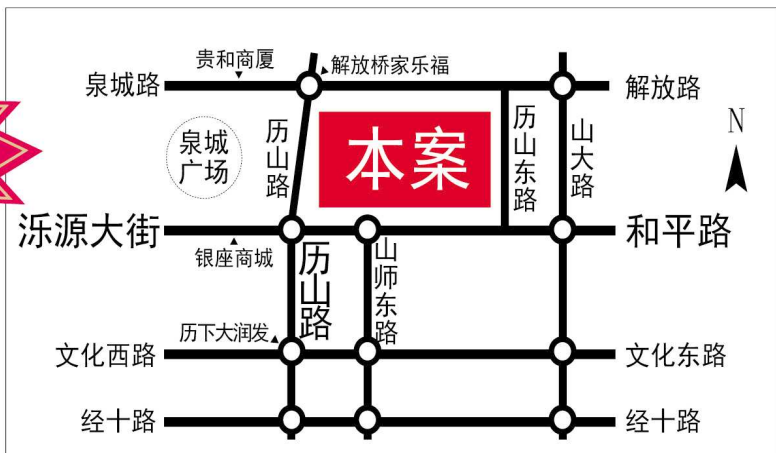 贵和商厦
解放桥家乐福
泉城路
解放路
泉城
广场
历山路
本案
历山东路
山大路
N
泺源大街
和平路
银座商城
历山路
山师东路
历下大润发
文化西路
文化东路
经十路
经十路